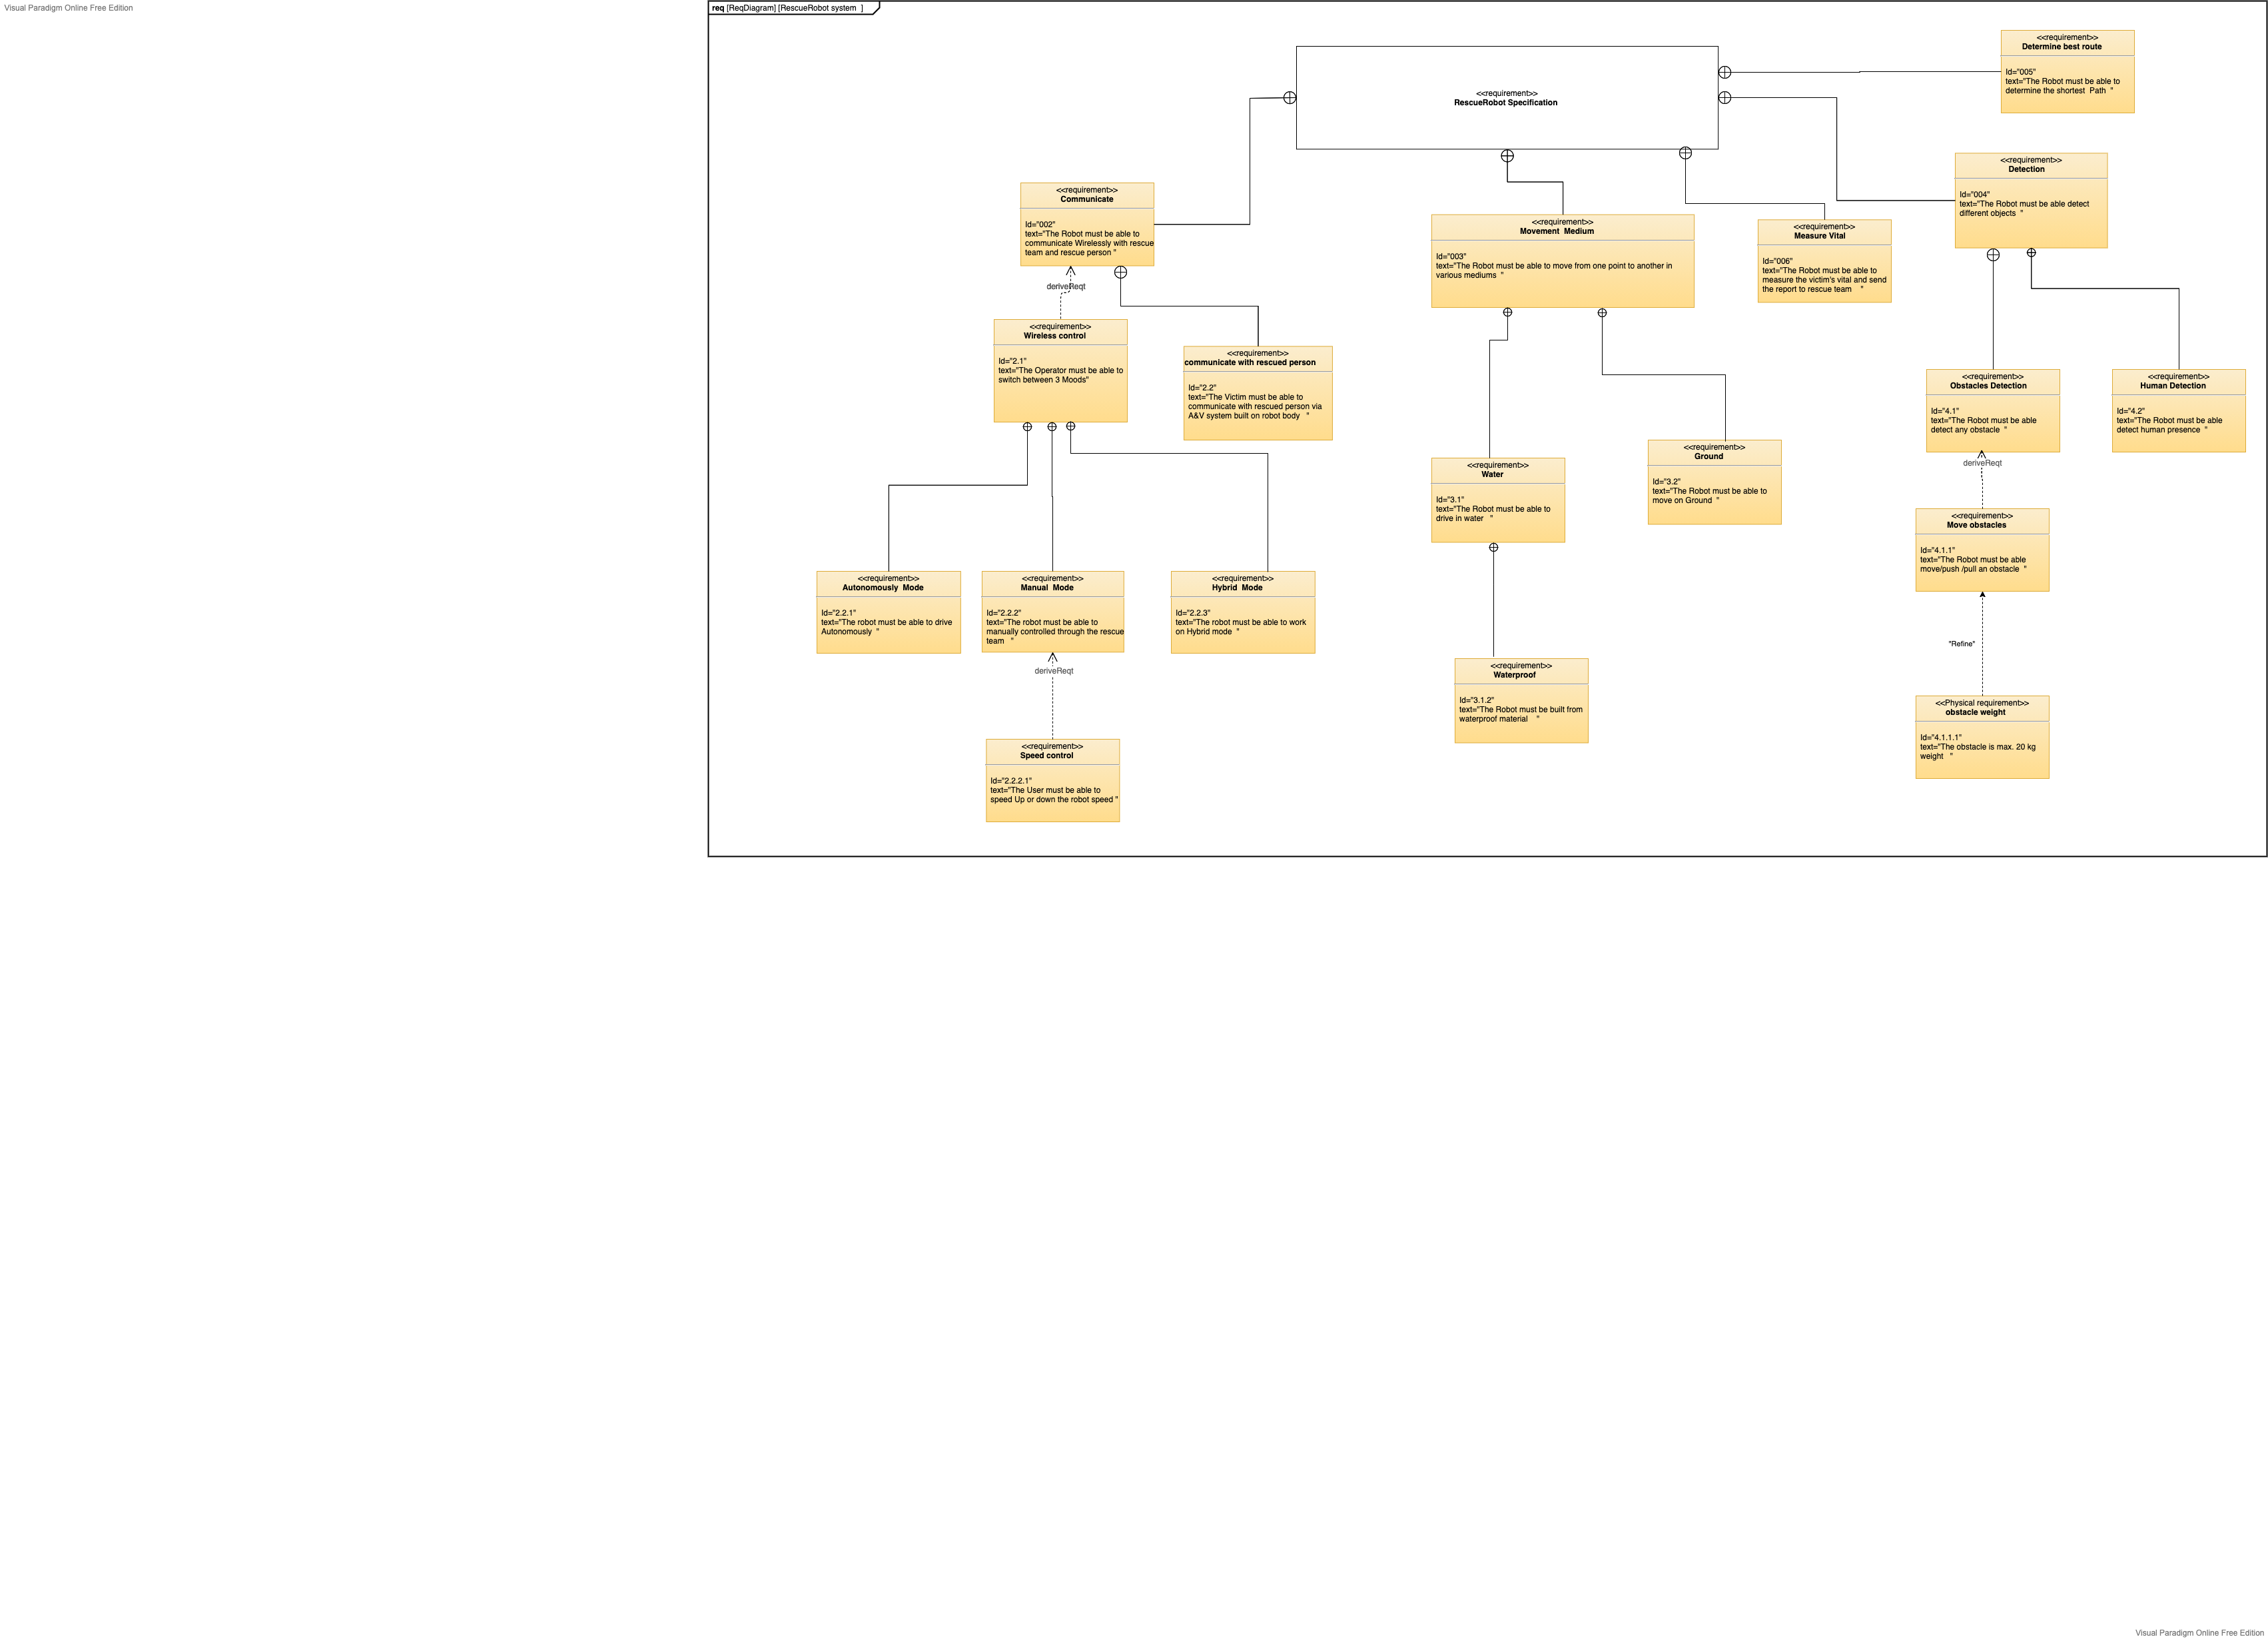 Visual Paradigm Online Free Edition
req [ReqDiagram] [RescueRobot system ]
<<requirement>>
Determine best route
Id="005"
text="The Robot must be able to
determine the shortest Path "
<<requirement>>
RescueRobot Specification
<<requirement>>
Detection
Id="004"
text="The Robot must be able detect
different objects "
<<requirement>>
Communicate
Id="002"
text="The Robot must be able to
communicate Wirelessly with rescue
team and rescue person "
<<requirement>>
Movement Medium
Id="003"
text="The Robot must be able to move from one point to another in
various mediums "
<<requirement>>
Measure Vital
Id="006"
text="The Robot must be able to
measure the victim's vital and send
the report to rescue team "
deriveReqt
<<requirement>>
Wireless control
Id="2.1"
text="The Operator must be able to
switch between 3 Moods"
<<requirement>>
communicate with rescued person
Id="2.2"
text="The Victim must be able to
communicate with rescued person via
A&V system built on robot body "
<<requirement>>
Obstacles Detection
Id="4.1"
text="The Robot must be able
detect any obstacle "
<<requirement>>
Human Detection
Id="4.2"
text="The Robot must be able
detect human presence "
<<requirement>>
Water
Id="3.1"
text="The Robot must be able to
drive in water "
<<requirement>>
Ground
Id="3.2"
text="The Robot must be able to
move on Ground "
deriveReqt
<<requirement>>
Move obstacles
Id="4.1.1"
text="The Robot must be able
move/push /pull an obstacle "
<<requirement>>
Autonomously Mode
Id="2.2.1"
text="The robot must be able to drive
Autonomously "
<<requirement>>
Manual Mode
Id="2.2.2"
text="The robot must be able to
manually controlled through the rescue
team "
<<requirement>>
Hybrid Mode
Id="2.2.3"
text="The robot must be able to work
on Hybrid mode "
"Refine"
deriveReqt
<<requirement>>
Waterproof
Id="3.1.2"
text="The Robot must be built from
waterproof material "
<<Physical requirement>>
obstacle weight
Id="4.1.1.1"
text="The obstacle is max. 20 kg
weight "
<<requirement>>
Speed control
Id="2.2.2.1"
text="The User must be able to
speed Up or down the robot speed "
Visual Paradigm Online Free Edition